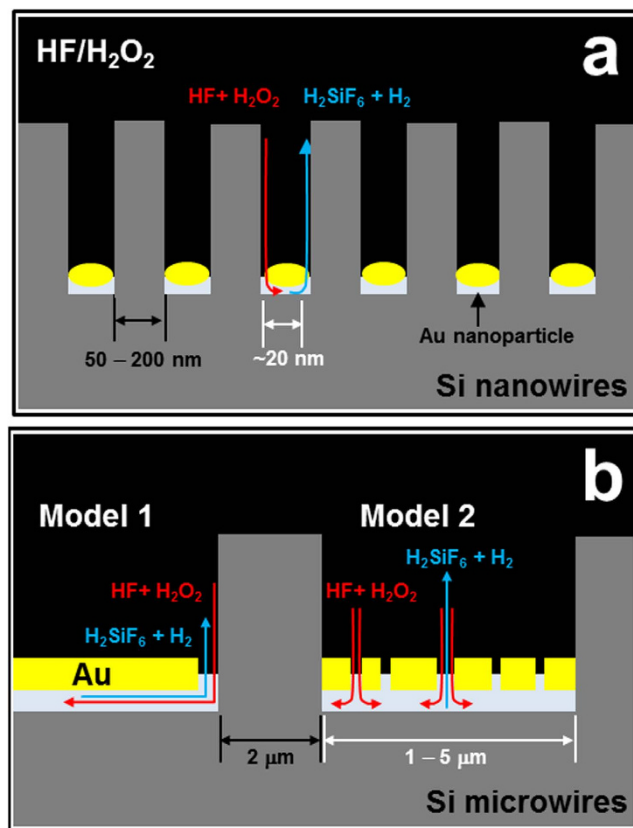 a
HF/H₂O₂
HF+ H₂O₂
H₂SiF₆ + H₂
50 – 200 nm
~20 nm
Au nanoparticle
Si nanowires
b
Model 1
Model 2
H₂SiF₆ + H₂
HF+ H₂O₂
HF+ H₂O₂
H₂SiF₆ + H₂
Au
2 μm
1 – 5 μm
Si microwires